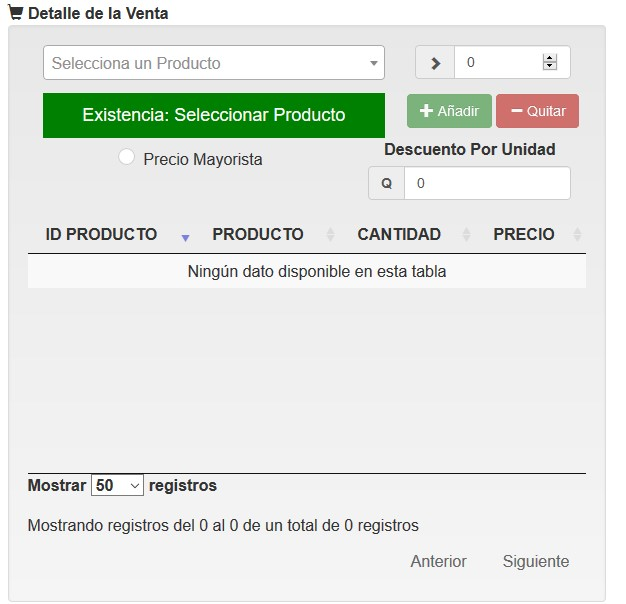 Detalle de la Venta
Selecciona un Producto
0
Existencia: Seleccionar Producto
Añadir
Quitar
Precio Mayorista
Descuento Por Unidad
Q 0
ID PRODUCTO PRODUCTO CANTIDAD PRECIO
Ningún dato disponible en esta tabla
Mostrar 50 registros
Mostrando registros del 0 al 0 de un total de 0 registros
Anterior Siguiente